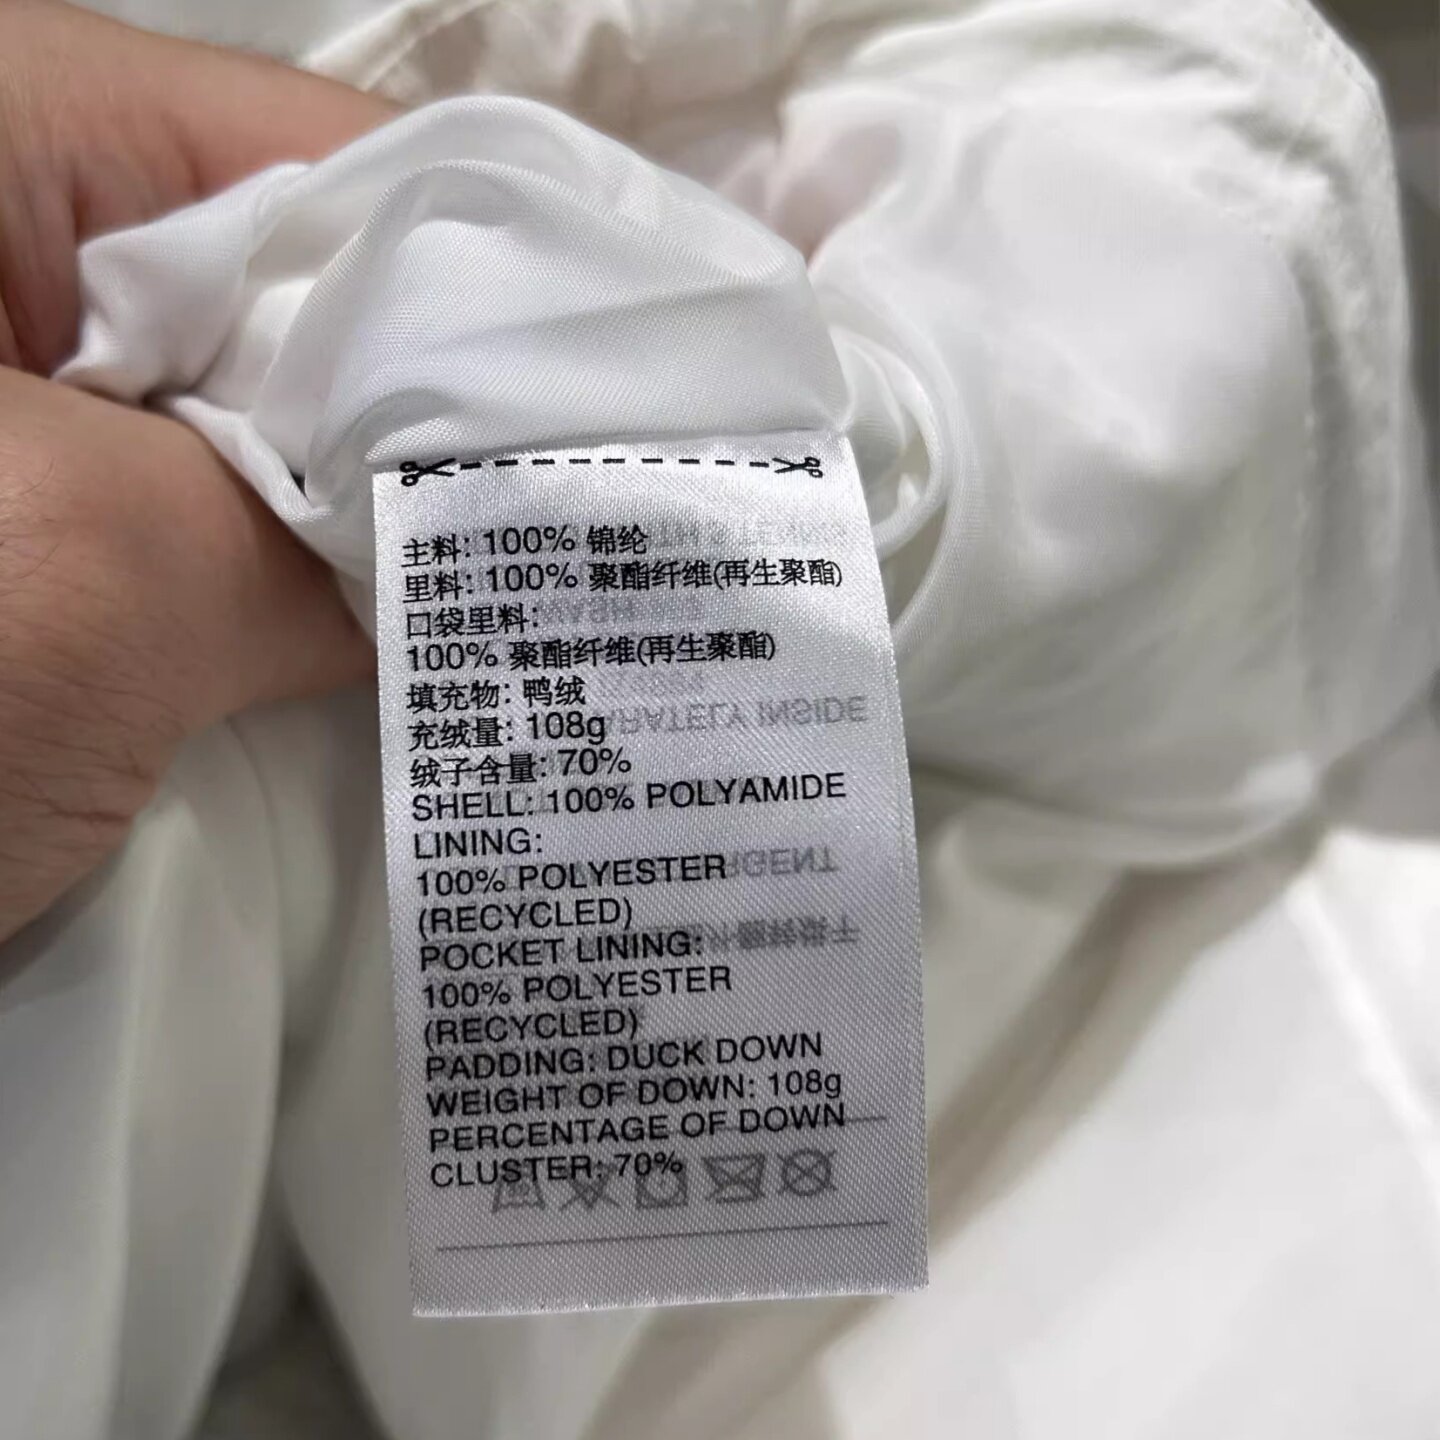 主料: 100% 锦纶
里料: 100% 聚酯纤维(再生聚酯)
口袋里料:
100% 聚酯纤维(再生聚酯)
填充物: 鸭绒
充绒量: 108g
绒子含量: 70%
SHELL: 100% POLYAMIDE
LINING:
100% POLYESTER
(RECYCLED)
POCKET LINING:
100% POLYESTER
(RECYCLED)
PADDING: DUCK DOWN
WEIGHT OF DOWN: 108g
PERCENTAGE OF DOWN
CLUSTER: 70%